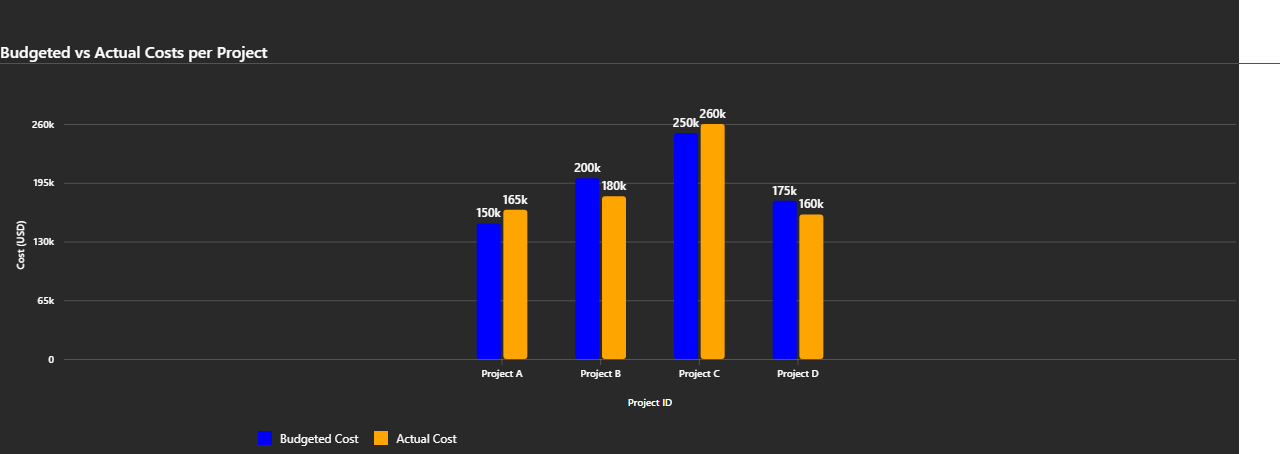 Budgeted vs Actual Costs per Project
260k
195k
130k
65k
0
Cost (USD)
150k 165k
200k 180k
250k 260k
175k 160k
Project A Project B Project C Project D
Project ID
Budgeted Cost Actual Cost